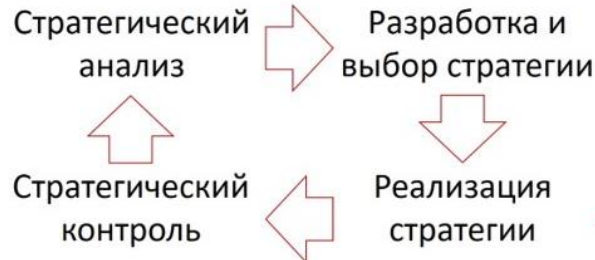 Стратегический
анализ
Разработка и
выбор стратегии
Стратегический
контроль
Реализация
стратегии